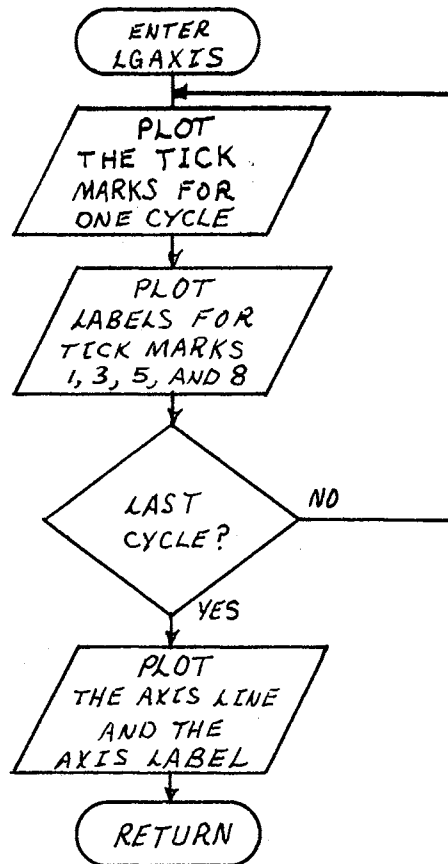 ENTER
LGAXIS
PLOT
THE TICK
MARKS FOR
ONE CYCLE
PLOT
LABELS FOR
TICK MARKS
1, 3, 5, AND 8
LAST
CYCLE?
NO
YES
PLOT
THE AXIS LINE
AND THE
AXIS LABEL
RETURN